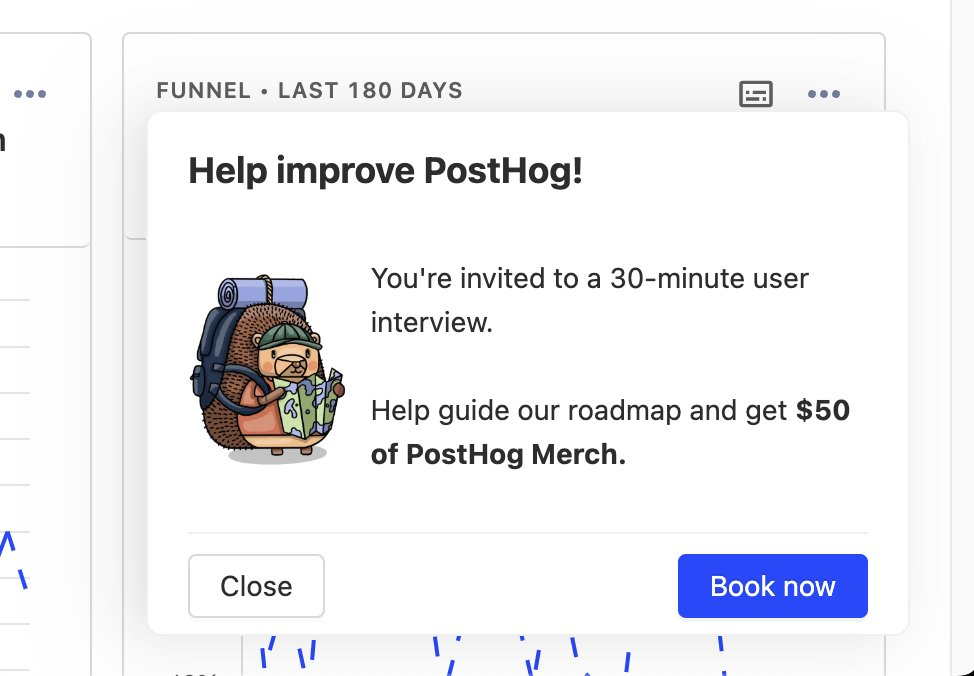 FUNNEL • LAST 180 DAYS
Help improve PostHog!
You're invited to a 30-minute user
interview.
Help guide our roadmap and get $50
of PostHog Merch.
Close
Book now